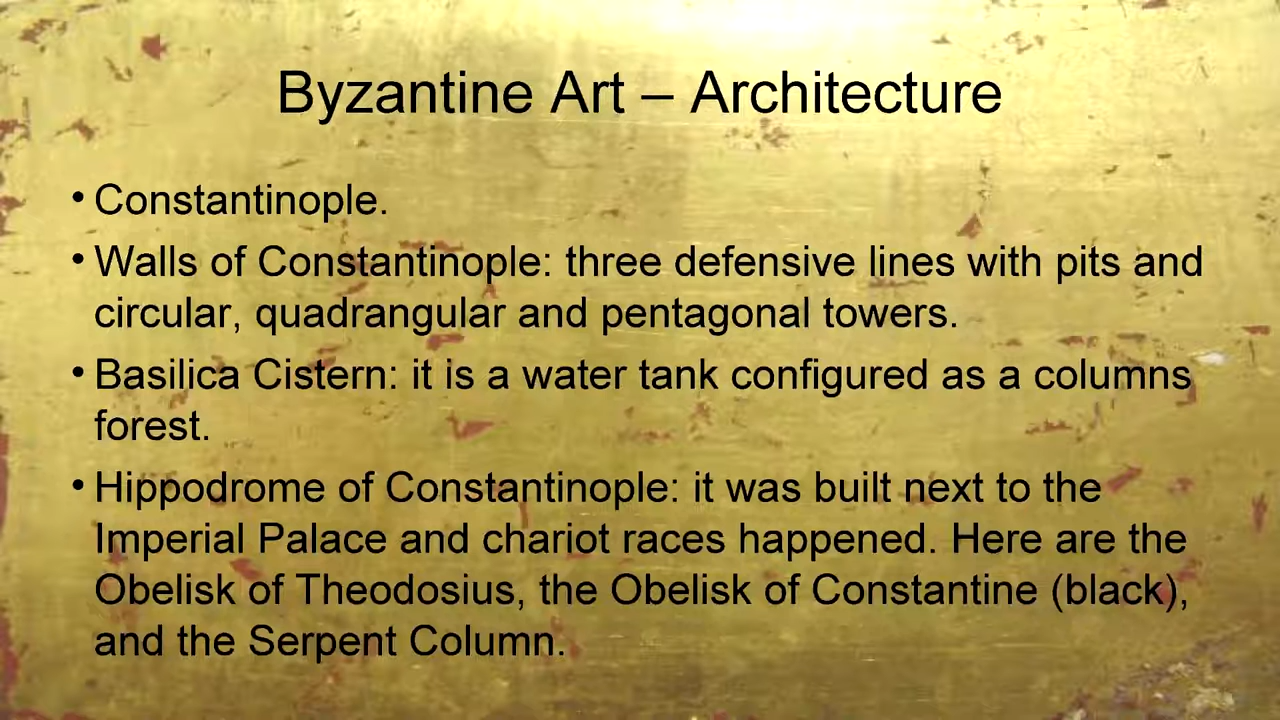 Byzantine Art – Architecture
• Constantinople.
• Walls of Constantinople: three defensive lines with pits and
circular, quadrangular and pentagonal towers.
• Basilica Cistern: it is a water tank configured as a columns
forest.
• Hippodrome of Constantinople: it was built next to the
Imperial Palace and chariot races happened. Here are the
Obelisk of Theodosius, the Obelisk of Constantine (black),
and the Serpent Column.